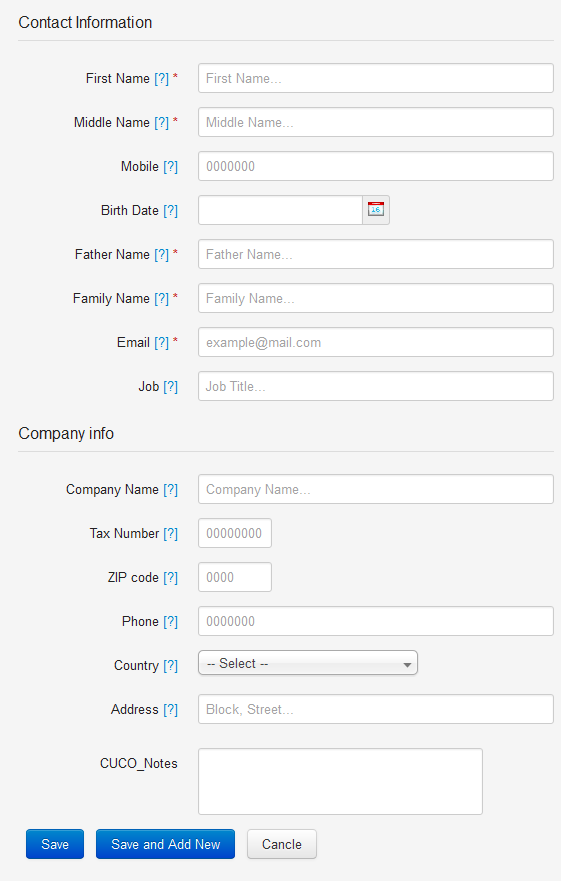 Contact Information
First Name [?] * First Name...
Middle Name [?] * Middle Name...
Mobile [?] 0000000
Birth Date [?] 16
Father Name [?] * Father Name...
Family Name [?] * Family Name...
Email [?] * example@mail.com
Job [?] Job Title...
Company info
Company Name [?] Company Name...
Tax Number [?] 00000000
ZIP code [?] 0000
Phone [?] 0000000
Country [?] -- Select --
Address [?] Block, Street...
CUCO_Notes
Save Save and Add New Cancle